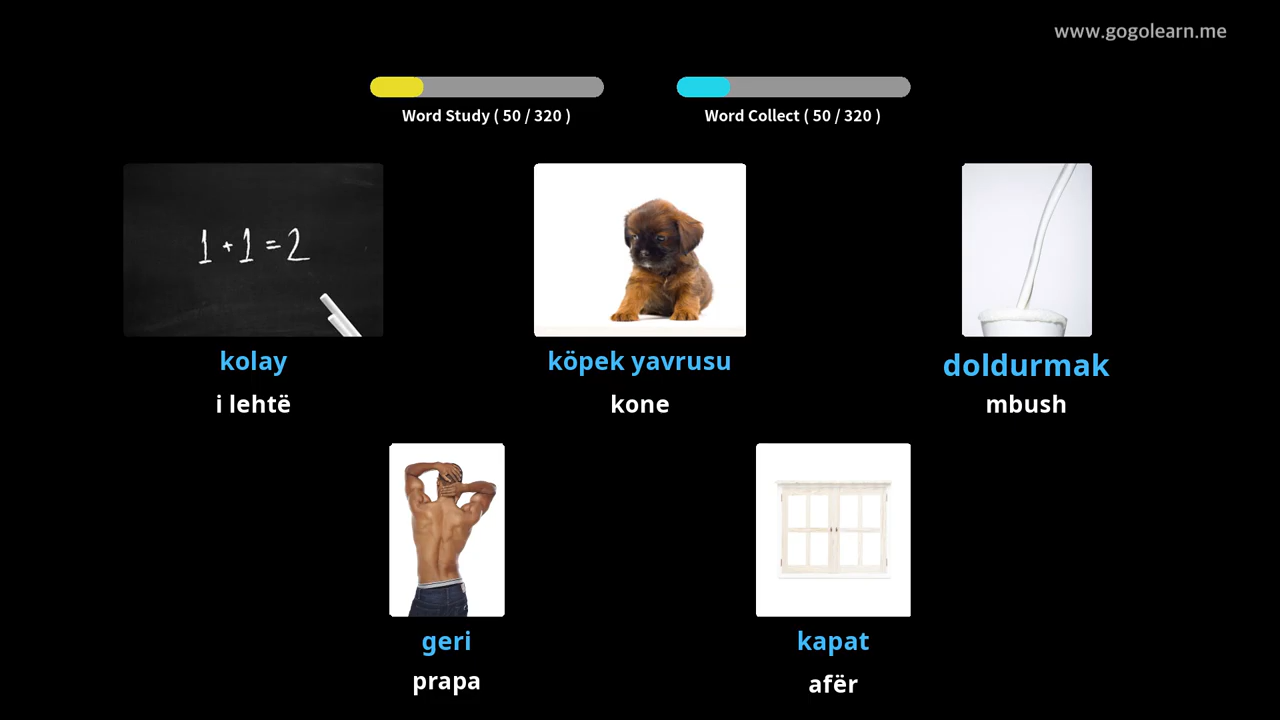 www.gogolearn.me
Word Study ( 50 / 320 )
Word Collect ( 50 / 320 )
1 + 1 = 2
kolay
i lehtë
köpek yavrusu
kone
doldurmak
mbush
geri
prapa
kapat
afër